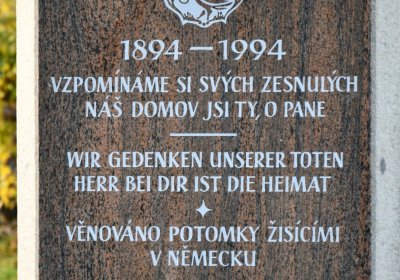 1894 – 1994
VZPOMÍNÁME SI SVÝCH ZESNULÝCH
NÁŠ DOMOV JSI TY, O PANE
WIR GEDENKEN UNSERER TOTEN
HERR BEI DIR IST DIE HEIMAT
VĚNOVÁNO POTOMKY ŽISÍCÍMI
V NĚMECKU